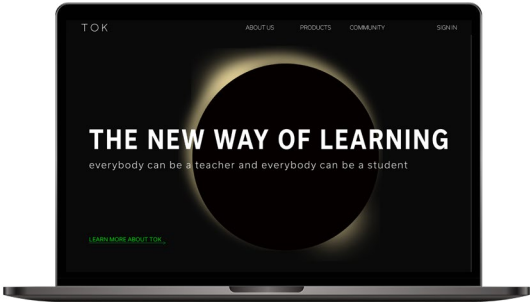 TOK
ABOUT US PRODUCTS COMMUNITY SIGN IN
THE NEW WAY OF LEARNING
everybody can be a teacher and everybody can be a student
LEARN MORE ABOUT TOK